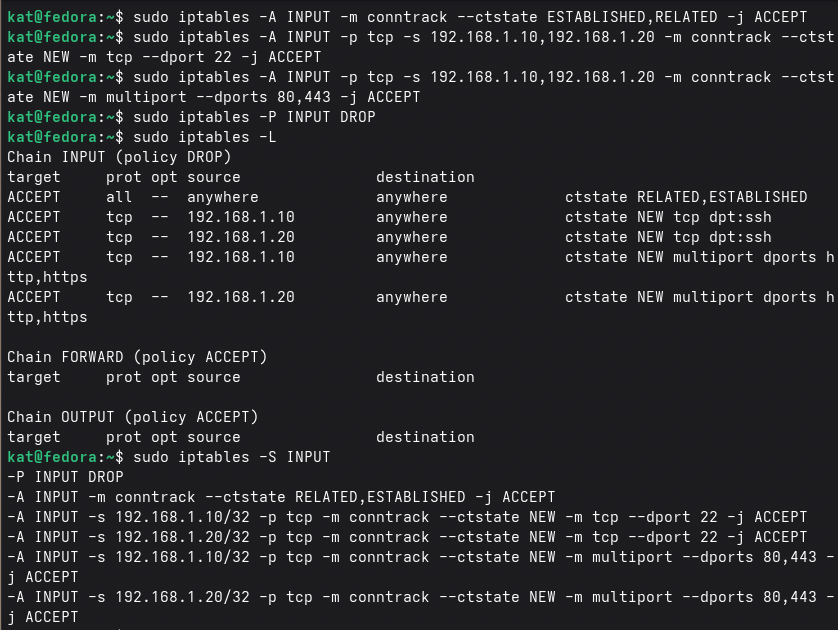 kat@fedora:~$ sudo iptables -A INPUT -m conntrack --ctstate ESTABLISHED,RELATED -j ACCEPT
kat@fedora:~$ sudo iptables -A INPUT -p tcp -s 192.168.1.10,192.168.1.20 -m conntrack --ctst
ate NEW -m tcp --dport 22 -j ACCEPT
kat@fedora:~$ sudo iptables -A INPUT -p tcp -s 192.168.1.10,192.168.1.20 -m conntrack --ctst
ate NEW -m multiport --dports 80,443 -j ACCEPT
kat@fedora:~$ sudo iptables -P INPUT DROP
kat@fedora:~$ sudo iptables -L
Chain INPUT (policy DROP)
target     prot opt source               destination
ACCEPT     all  --  anywhere             anywhere             ctstate RELATED,ESTABLISHED
ACCEPT     tcp  --  192.168.1.10         anywhere             ctstate NEW tcp dpt:ssh
ACCEPT     tcp  --  192.168.1.20         anywhere             ctstate NEW tcp dpt:ssh
ACCEPT     tcp  --  192.168.1.10         anywhere             ctstate NEW multiport dports h
ttp,https
ACCEPT     tcp  --  192.168.1.20         anywhere             ctstate NEW multiport dports h
ttp,https

Chain FORWARD (policy ACCEPT)
target     prot opt source               destination

Chain OUTPUT (policy ACCEPT)
target     prot opt source               destination
kat@fedora:~$ sudo iptables -S INPUT
-P INPUT DROP
-A INPUT -m conntrack --ctstate RELATED,ESTABLISHED -j ACCEPT
-A INPUT -s 192.168.1.10/32 -p tcp -m conntrack --ctstate NEW -m tcp --dport 22 -j ACCEPT
-A INPUT -s 192.168.1.20/32 -p tcp -m conntrack --ctstate NEW -m tcp --dport 22 -j ACCEPT
-A INPUT -s 192.168.1.10/32 -p tcp -m conntrack --ctstate NEW -m multiport --dports 80,443 -
j ACCEPT
-A INPUT -s 192.168.1.20/32 -p tcp -m conntrack --ctstate NEW -m multiport --dports 80,443 -
j ACCEPT